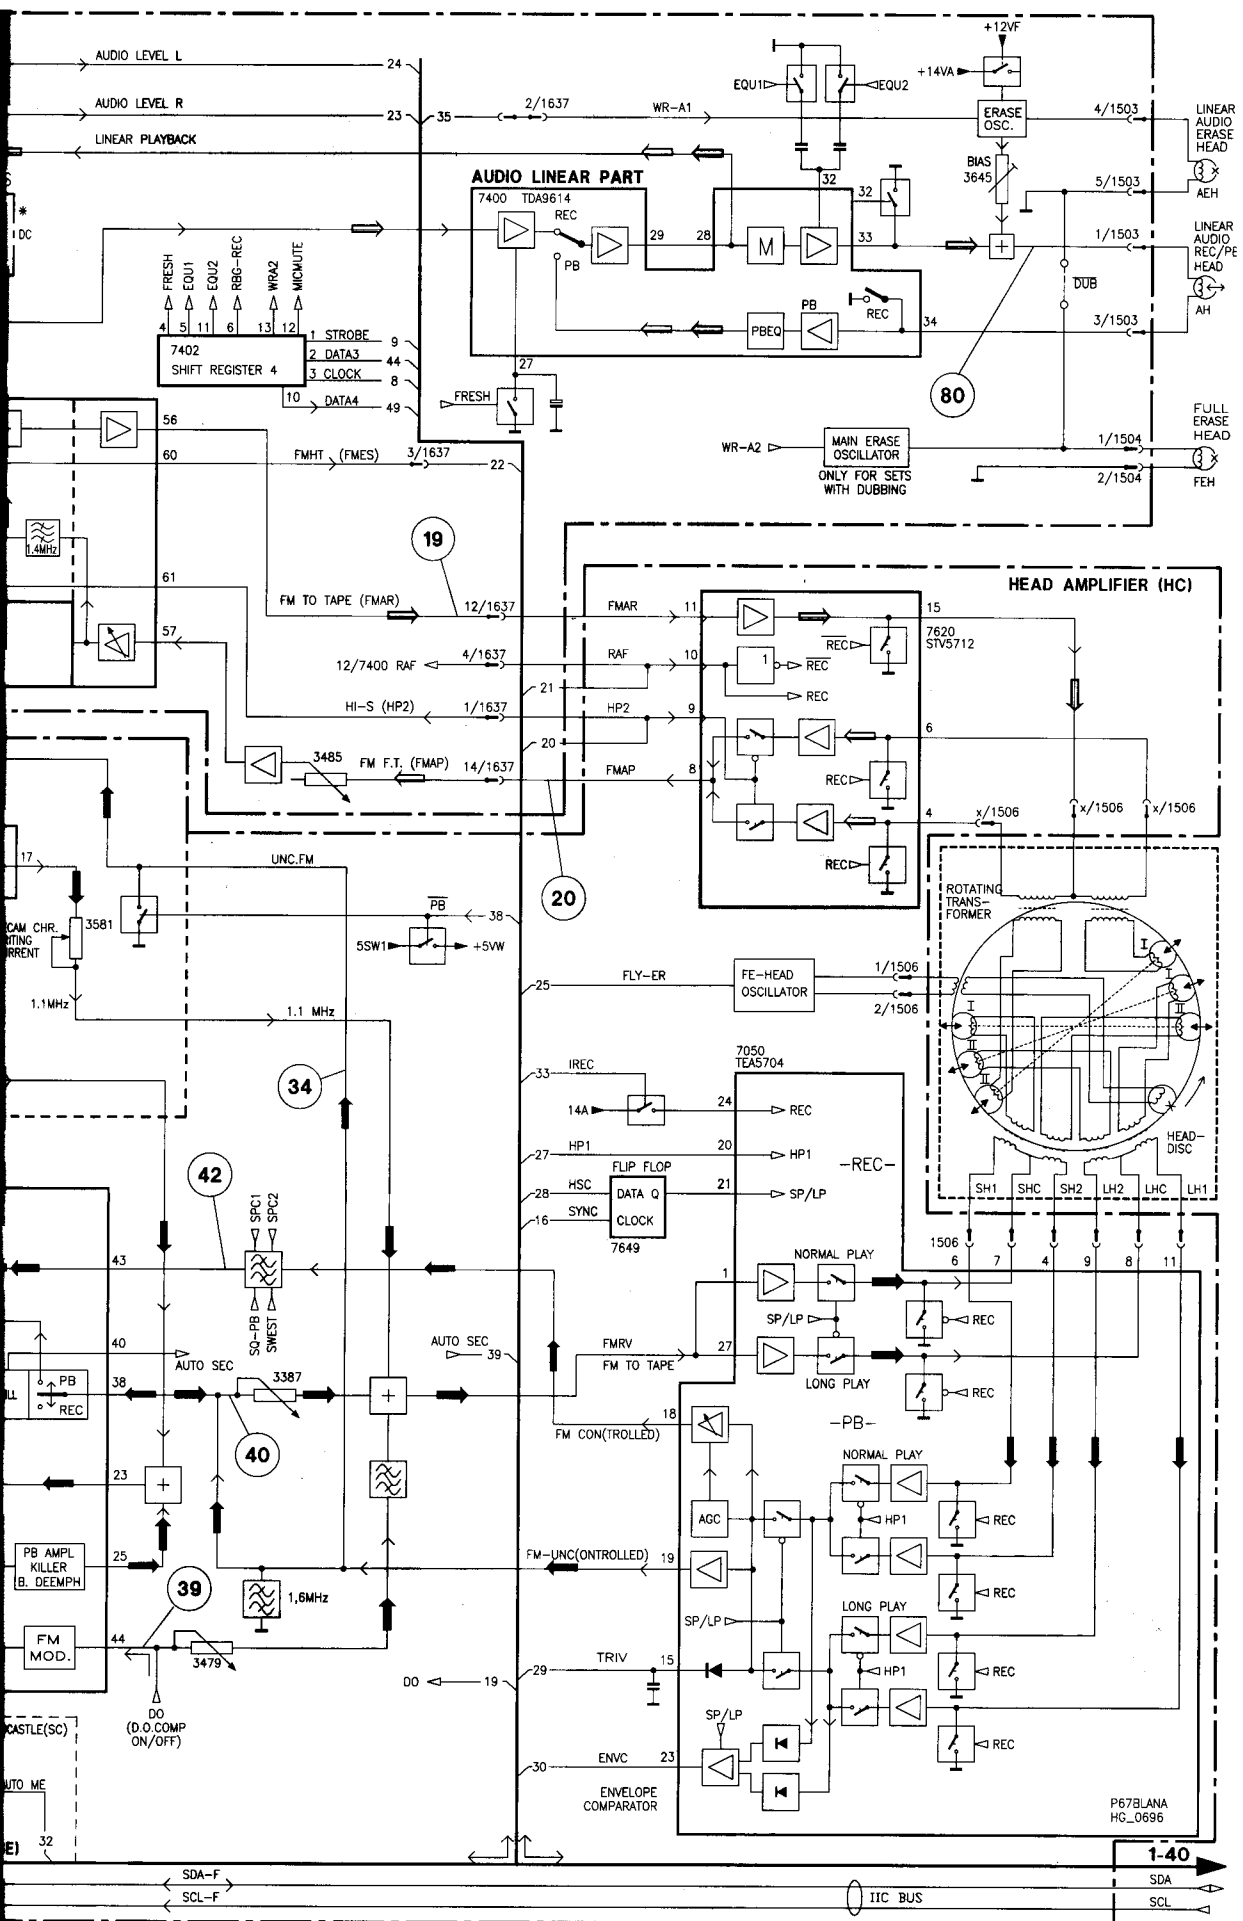 +12VF
AUDIO LEVEL L
24
+14VA
EQU1
EQU2
AUDIO LEVEL R
23
35
2/1637
WR-A1
ERASE
OSC.
4/1503
LINEAR
AUDIO
ERASE
HEAD
LINEAR PLAYBACK
BIAS
3645
AUDIO LINEAR PART
32
32
5/1503
AEH
7400 TDA9614
REC
PB
29
28
M
33
+
1/1503
LINEAR
AUDIO
REC/PB
HEAD
AH
*
DC
DUB
FRESH
EQU1
EQU2
RBG-REC
WRA2
MICMUTE
4
5
11
6
13
12
PBEQ
PB
REC
34
3/1503
7402
SHIFT REGISTER 4
1 STROBE
9
2 DATA3
44
3 CLOCK
8
10
DATA4
49
27
FRESH
80
FULL
ERASE
HEAD
FEH
56
60
FMHT (FMES)
3/1637
22
WR-A2
MAIN ERASE
OSCILLATOR
ONLY FOR SETS
WITH DUBBING
1/1504
2/1504
1.4MHz
19
61
HEAD AMPLIFIER (HC)
FM TO TAPE (FMAR)
12/1637
FMAR
11
15
7620
STV5712
57
REC
12/7400 RAF
4/1637
RAF
10
1
REC
REC
21
HI-S (HP2)
1/1637
HP2
9
6
20
3485
FM F.T. (FMAP)
14/1637
FMAP
8
REC
4
x/1506
x/1506
x/1506
17
UNC.FM
20
REC
ROTATING
TRANS-
FORMER
3581
PB
38
5SW1
+5VW
1.1MHz
1.1 MHz
25
FLY-ER
FE-HEAD
OSCILLATOR
1/1506
2/1506
I
I
II
I
II
II
34
33
IREC
7050
TEA5704
14A
24
REC
27
HP1
20
HP1
-REC-
HEAD-
DISC
FLIP FLOP
28
HSC
DATA Q
21
SP/LP
16
SYNC
CLOCK
7649
SH1
SHC
SH2
LH2
LHC
LH1
42
SPC1
SPC2
1506
6
7
4
9
8
11
43
SQ-PB
SWEST
NORMAL PLAY
1
SP/LP
REC
40
AUTO SEC
AUTO SEC
39
FMRV
FM TO TAPE
27
LONG PLAY
REC
38
PB
REC
3387
+
40
18
FM CON(TROLLED)
-PB-
NORMAL PLAY
23
+
AGC
HP1
REC
PB AMPL
KILLER
B. DEEMPH
25
FM-UNC(ONTROLLED)
19
REC
39
1,6MHz
SP/LP
LONG PLAY
FM
MOD.
44
3479
REC
DO
19
29
TRIV
15
HP1
DO
(D.O.COMP
ON/OFF)
SP/LP
REC
30
ENVC
23
ENVELOPE
COMPARATOR
P67BLANA
HG_0696
32
1-40
SDA-F
SDA
SCL-F
IIC BUS
SCL